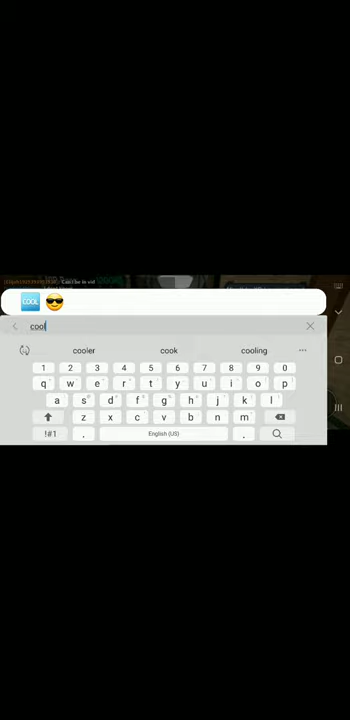 COOL
cool
cooler cook cooling
1 2 3 4 5 6 7 8 9 0
q w e r t y u i o p
a s d f g h j k l
z x c v b n m
!#1 , English (US) .